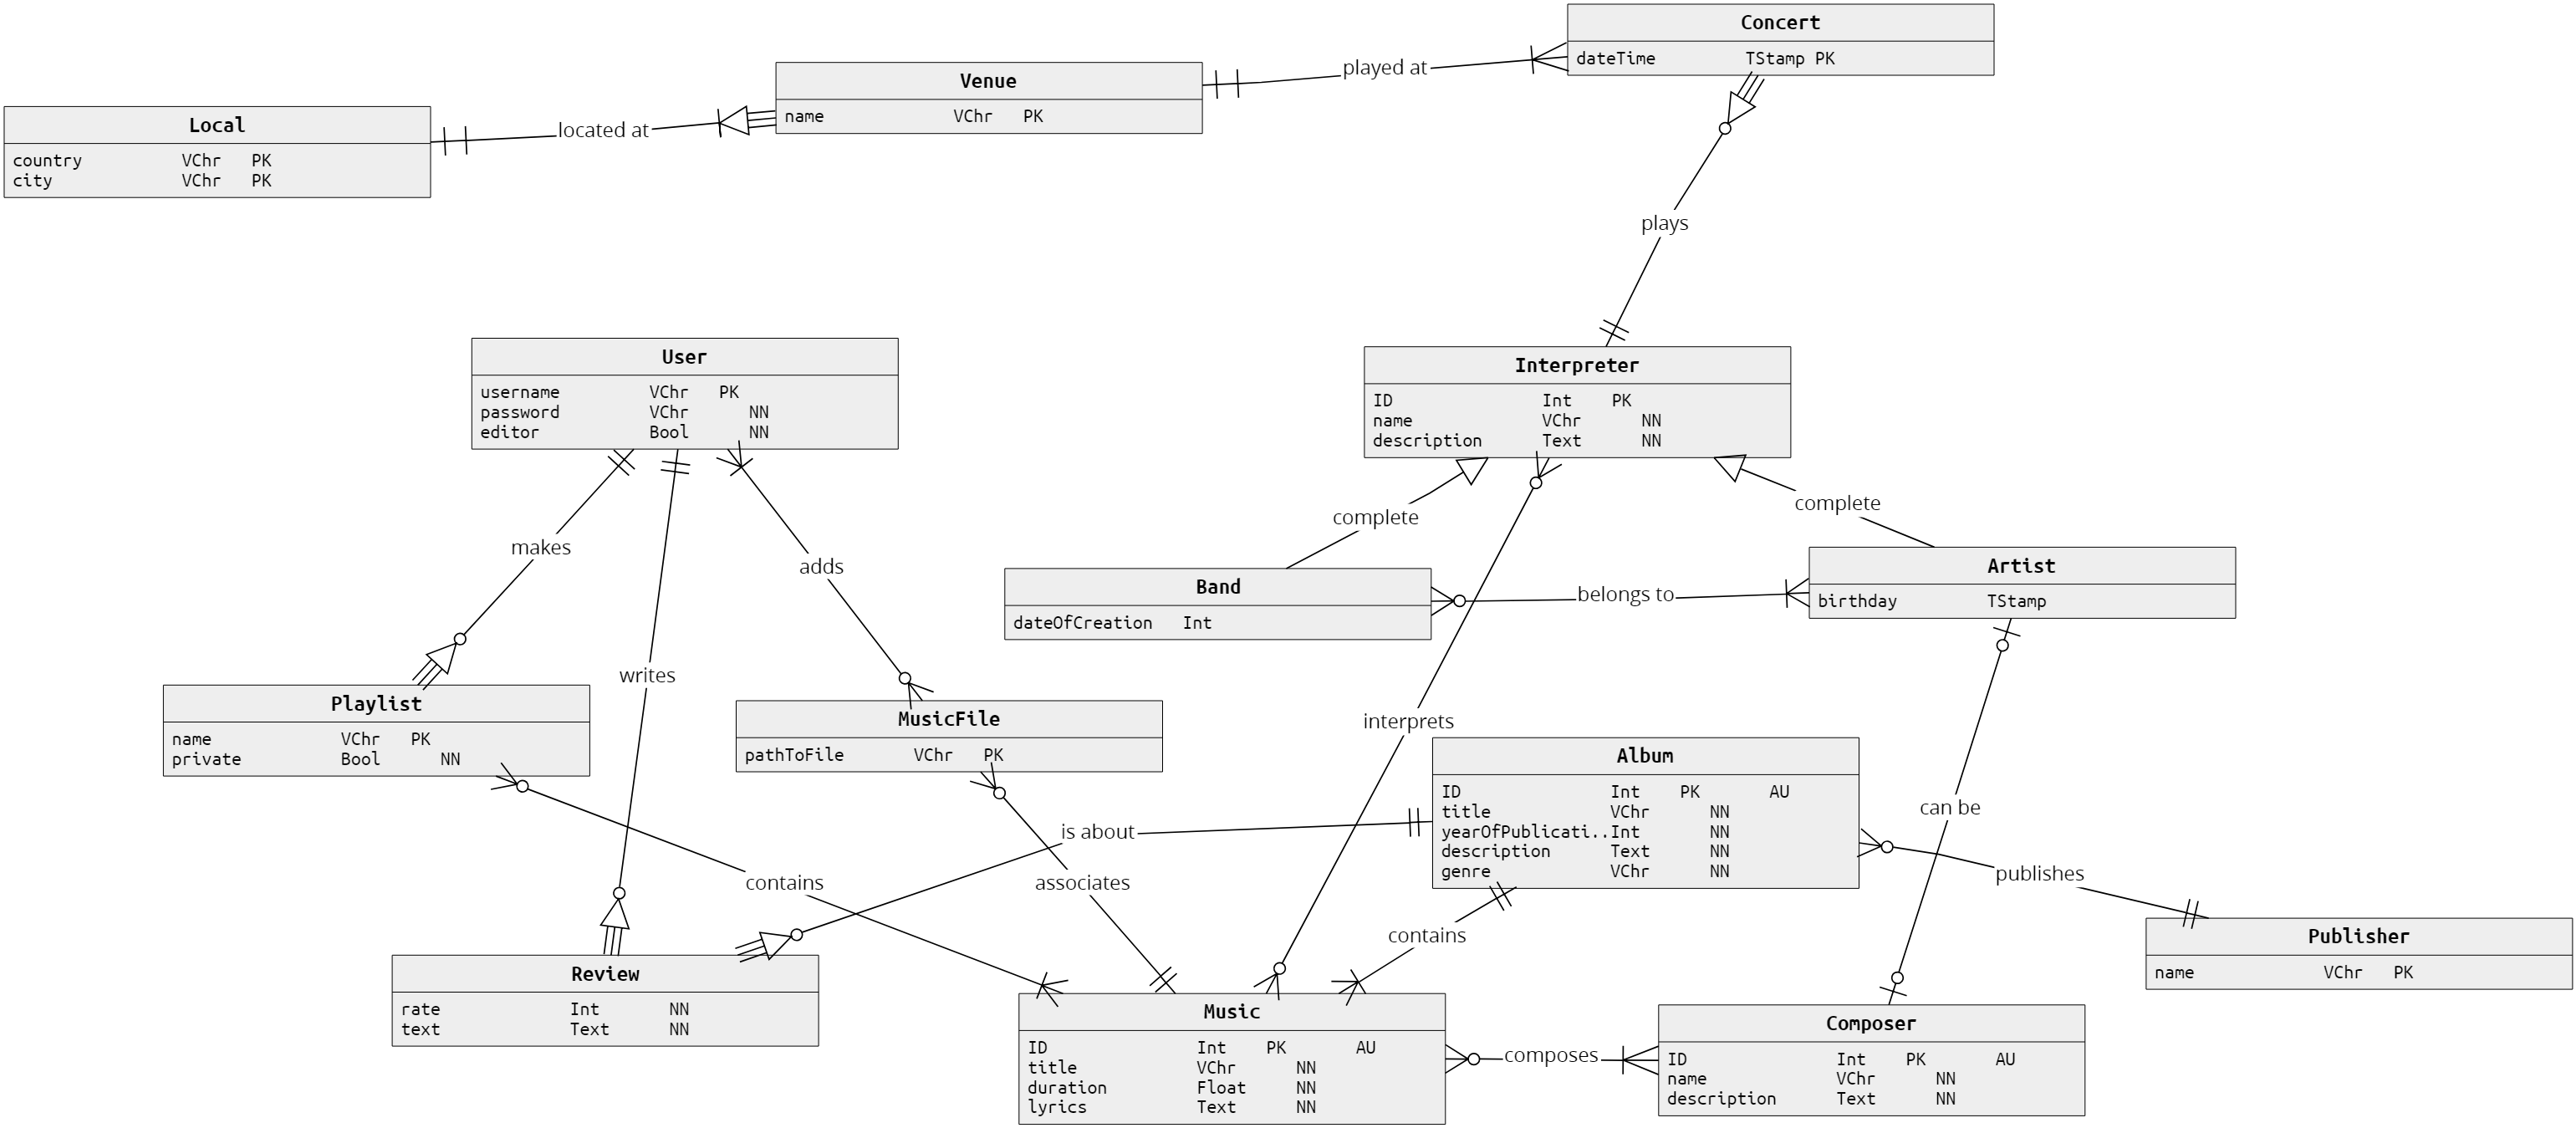 Concert
dateTime TStamp PK
played at
Venue
name VChr PK
located at
Local
country VChr PK
city VChr PK
plays
User
username VChr PK
password VChr NN
editor Bool NN
Interpreter
ID Int PK
name VChr NN
description Text NN
complete
complete
makes
adds
Band
dateOfCreation Int
belongs to
Artist
birthday TStamp
writes
Playlist
name VChr PK
private Bool NN
MusicFile
pathToFile VChr PK
interprets
Album
ID Int PK AU
title VChr NN
yearOfPublicati..Int NN
description Text NN
genre VChr NN
can be
is about
contains
associates
publishes
contains
Publisher
name VChr PK
Review
rate Int NN
text Text NN
Music
ID Int PK AU
title VChr NN
duration Float NN
lyrics Text NN
composes
Composer
ID Int PK AU
name VChr NN
description Text NN